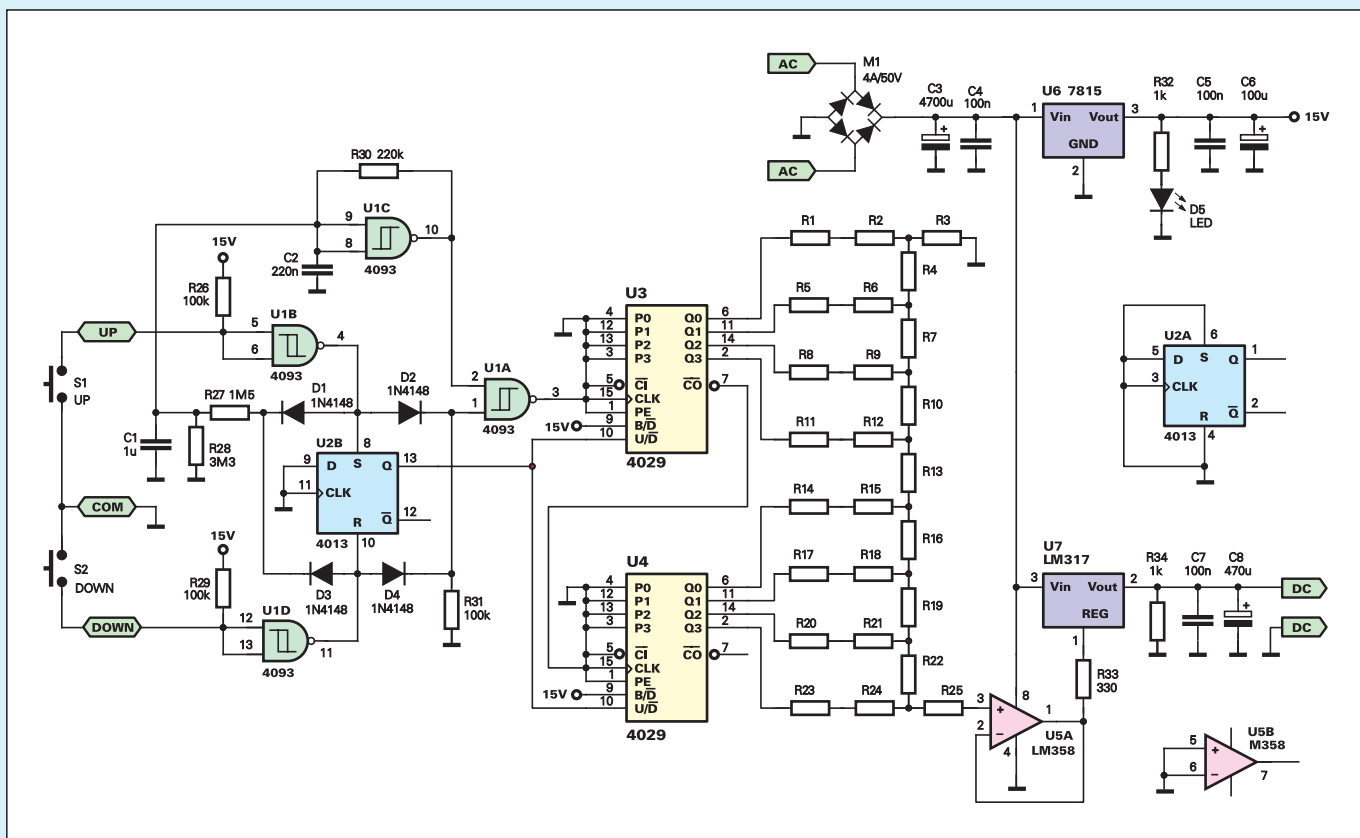 AC
M1
4A/50V
AC
C3
4700u
C4
100n
U6 7815
1
Vin
Vout
3
GND
2
R32
1k
C5
100n
C6
100u
+
+
15V
D5
LED
R30 220k
U1C
9
8
10
4093
C2
220n
15V
R26
100k
U1B
5
6
4
4093
UP
S1
UP
R27 1M5
D1
1N4148
D2
1N4148
2
1
U1A
3
4093
C1
1u
R28
3M3
U2B
8
9
D
S
Q
13
11
CLK
R
Q
12
4013
10
COM
S2
DOWN
DOWN
15V
R29
100k
U1D
12
13
11
4093
D3
1N4148
D4
1N4148
R31
100k
U3
4
P0
Q0
6
12
P1
Q1
11
13
P2
Q2
14
3
P3
Q3
2
5
CI
CO
7
15
CLK
1
PE
15V
9
B/D
10
U/D
4029
U4
4
P0
Q0
6
12
P1
Q1
11
13
P2
Q2
14
3
P3
Q3
2
5
CI
CO
7
15
CLK
1
PE
15V
9
B/D
10
U/D
4029
R1
R2
R3
R4
R5
R6
R7
R8
R9
R10
R11
R12
R13
R14
R15
R16
R17
R18
R19
R20
R21
R22
R23
R24
R25
U2A
6
5
D
S
Q
1
3
CLK
R
Q
2
4013
4
U7
LM317
3
Vin
Vout
2
REG
1
R34
1k
C7
100n
C8
470u
+
DC
DC
R33
330
3
+
8
1
2
−
4
U5A
LM358
U5B
M358
5
+
6
−
7